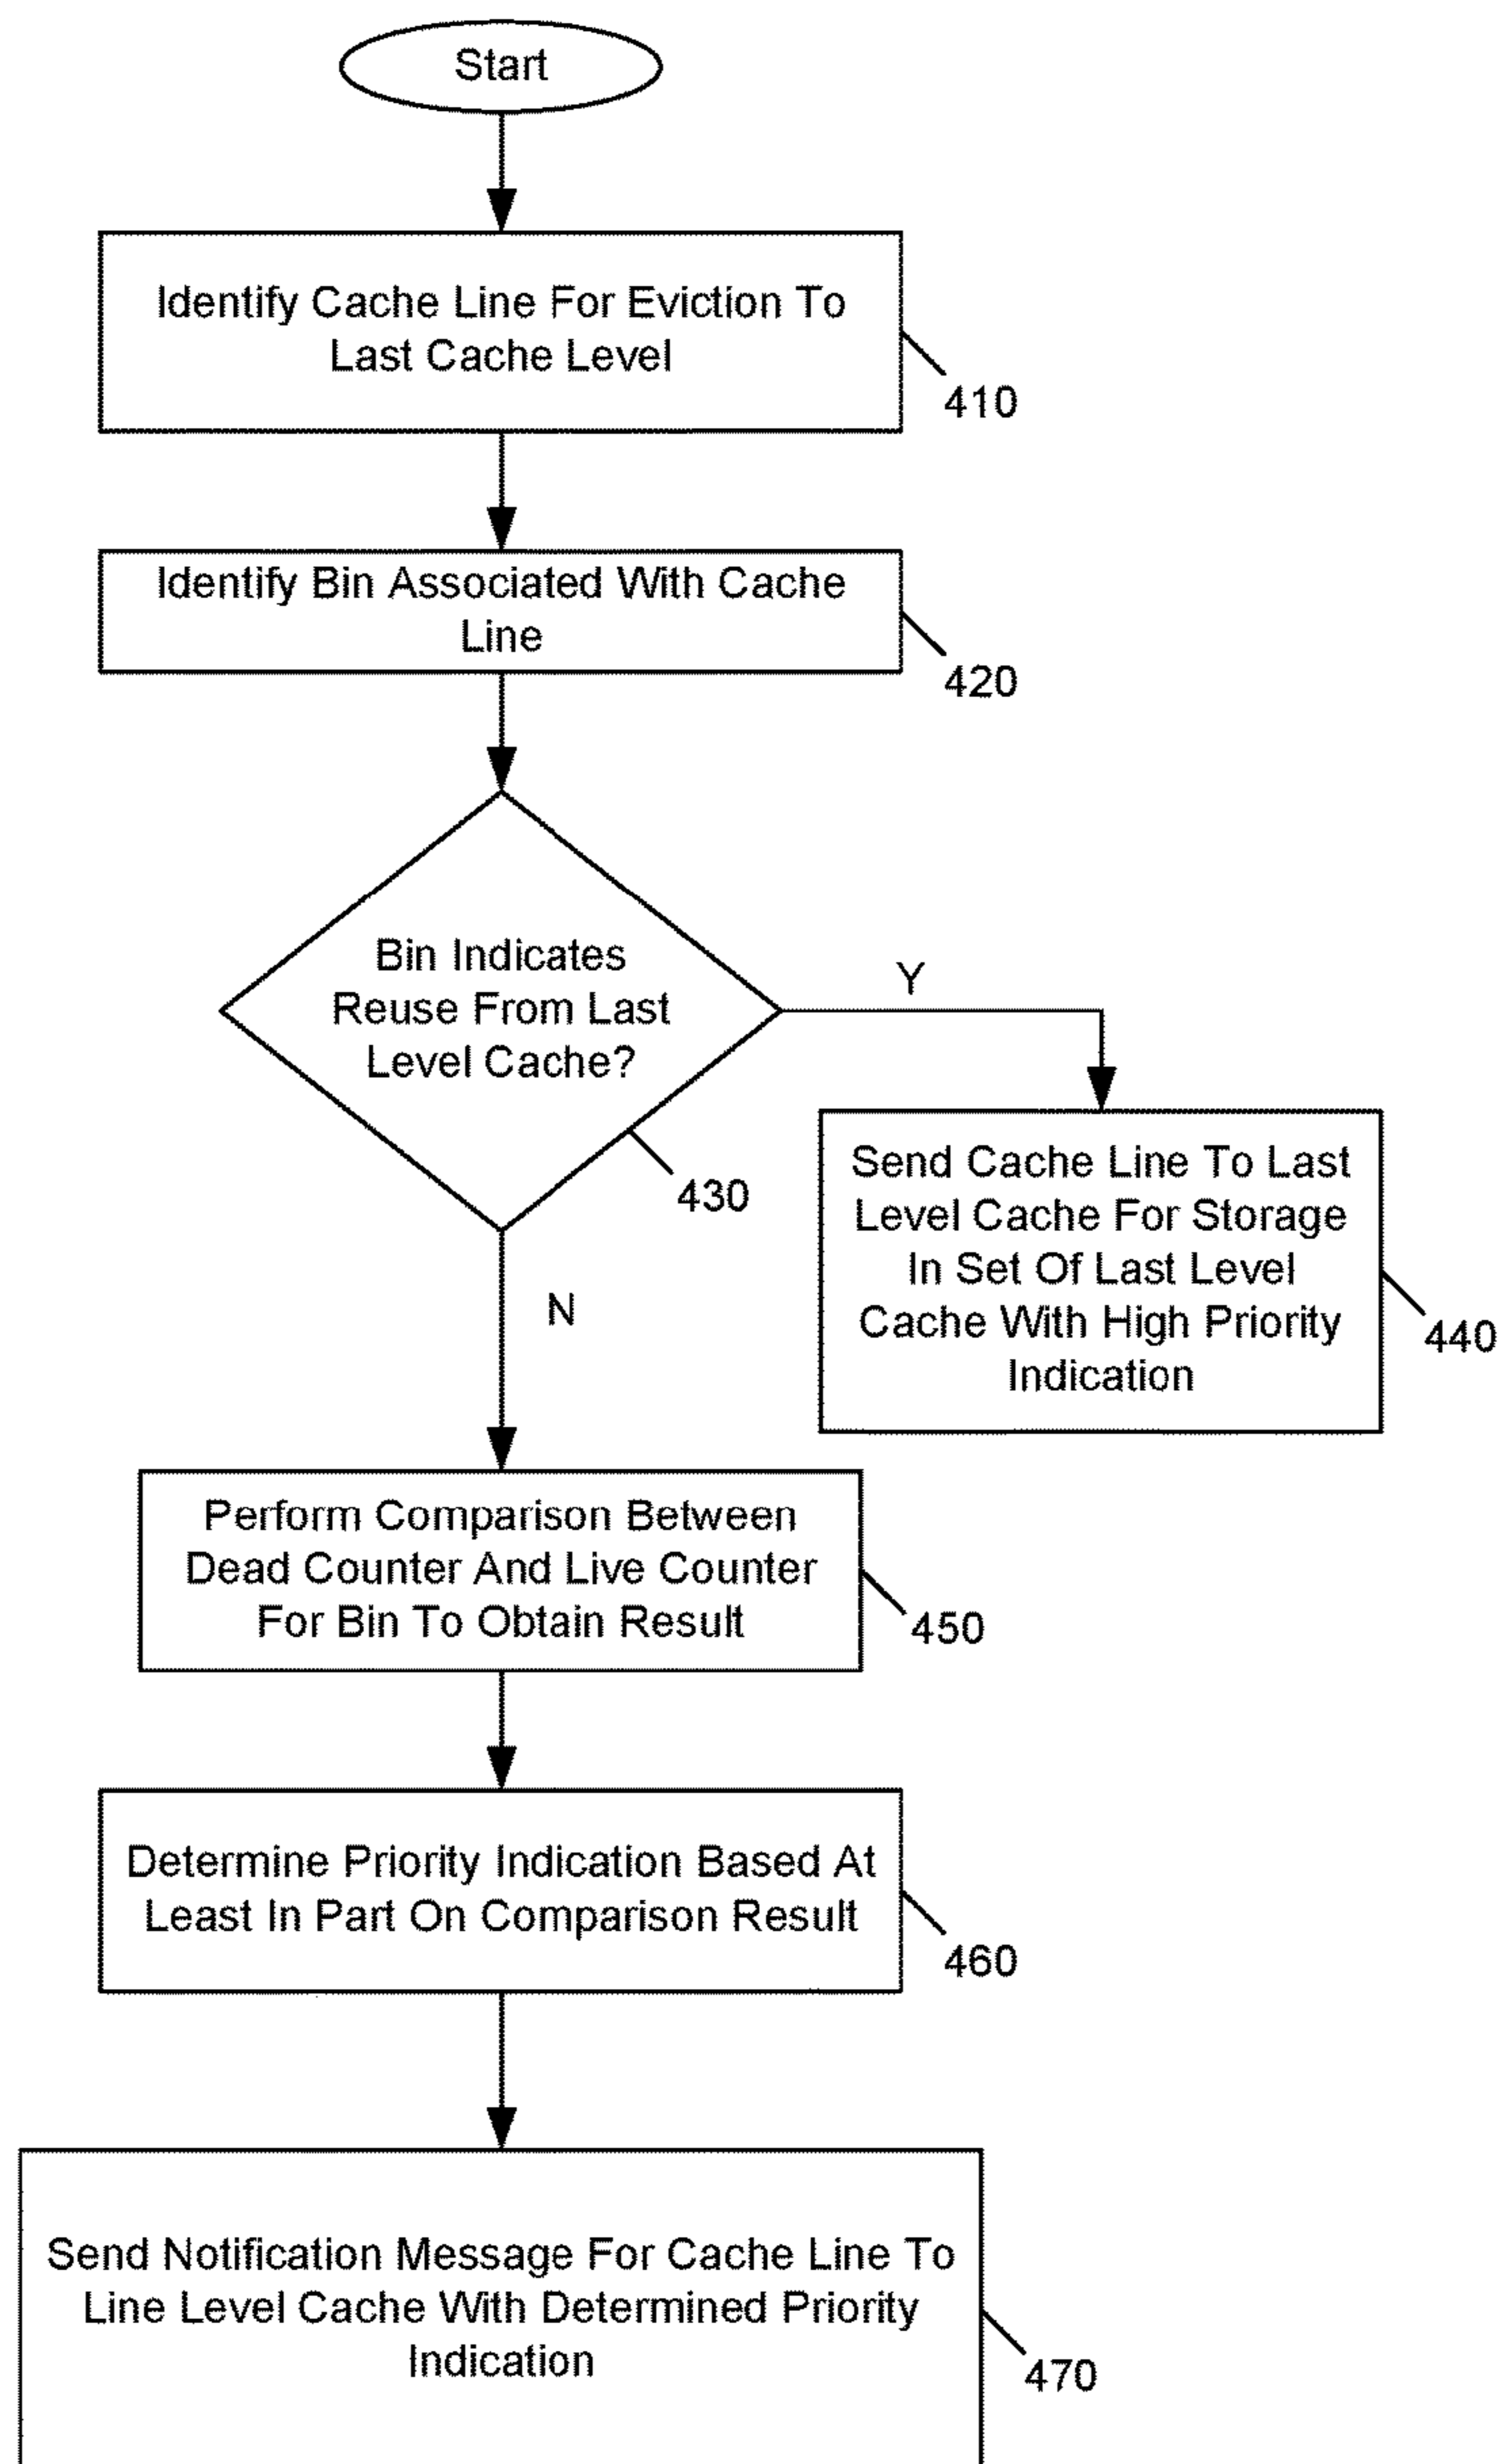 Start
Identify Cache Line For Eviction To
Last Cache Level
410
Identify Bin Associated With Cache
Line
420
Bin Indicates
Reuse From Last
Level Cache?
430
Y
Send Cache Line To Last
Level Cache For Storage
In Set Of Last Level
Cache With High Priority
Indication
440
N
Perform Comparison Between
Dead Counter And Live Counter
For Bin To Obtain Result
450
Determine Priority Indication Based At
Least In Part On Comparison Result
460
Send Notification Message For Cache Line To
Line Level Cache With Determined Priority
Indication
470